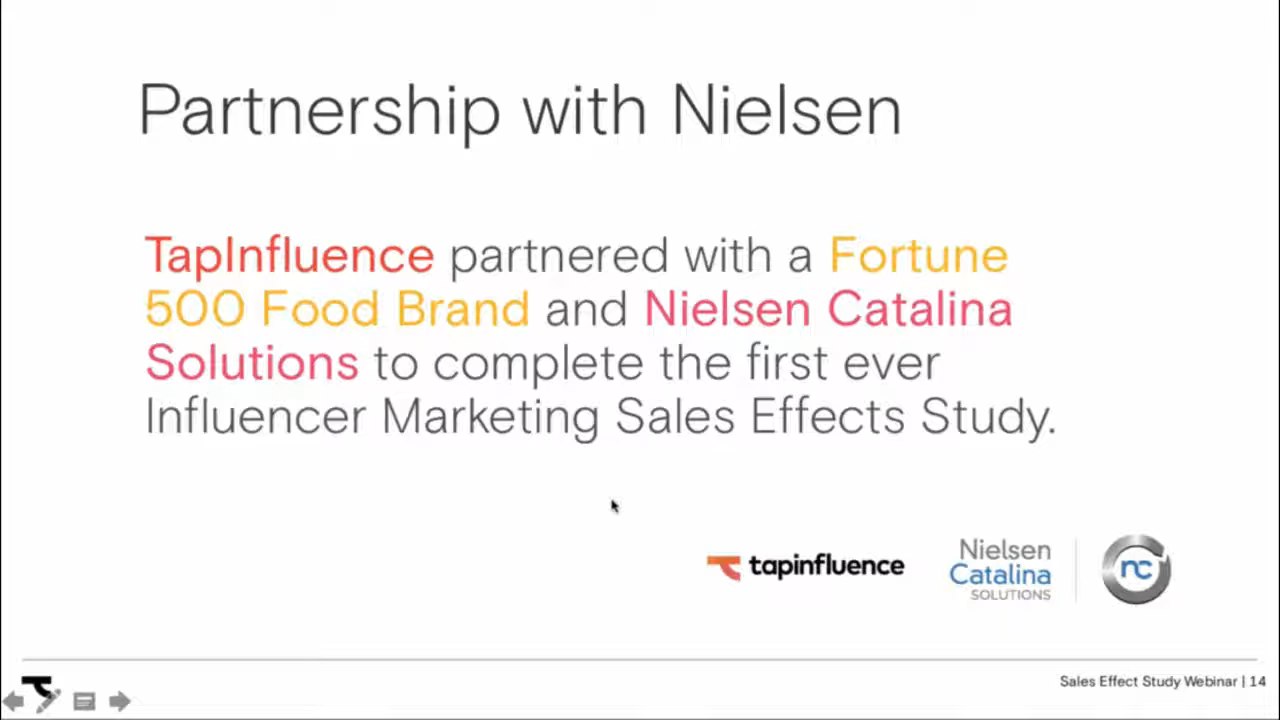 Partnership with Nielsen
TapInfluence partnered with a Fortune
500 Food Brand and Nielsen Catalina
Solutions to complete the first ever
Influencer Marketing Sales Effects Study.
tapinfluence
Nielsen
Catalina
SOLUTIONS
nc
Sales Effect Study Webinar | 14